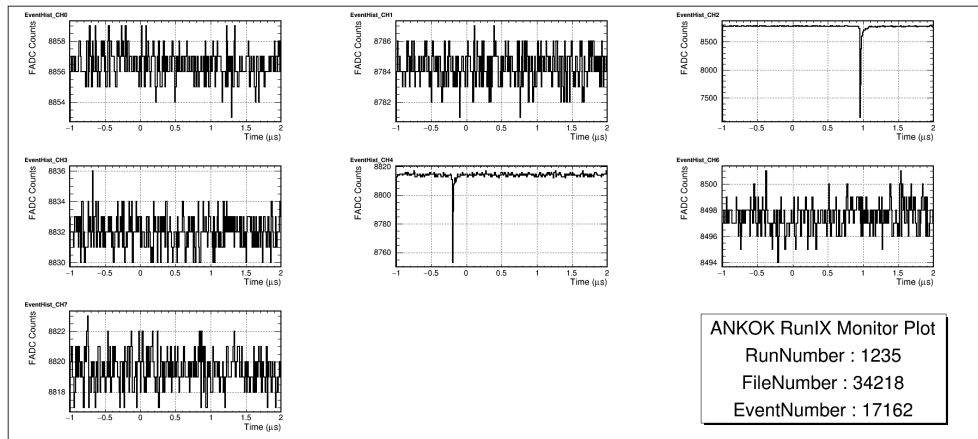 EventHist_CH0
FADC Counts
8858
8856
8854
−1 −0.5 0 0.5 1 1.5 2
Time (μs)
EventHist_CH1
FADC Counts
8786
8784
8782
−1 −0.5 0 0.5 1 1.5 2
Time (μs)
EventHist_CH2
FADC Counts
8500
8000
7500
−1 −0.5 0 0.5 1 1.5 2
Time (μs)
EventHist_CH3
FADC Counts
8836
8834
8832
8830
−1 −0.5 0 0.5 1 1.5 2
Time (μs)
EventHist_CH4
FADC Counts
8820
8800
8780
8760
−1 −0.5 0 0.5 1 1.5 2
Time (μs)
EventHist_CH6
FADC Counts
8500
8498
8496
8494
−1 −0.5 0 0.5 1 1.5 2
Time (μs)
EventHist_CH7
FADC Counts
8822
8820
8818
−1 −0.5 0 0.5 1 1.5 2
Time (μs)
ANKOK RunIX Monitor Plot
RunNumber : 1235
FileNumber : 34218
EventNumber : 17162